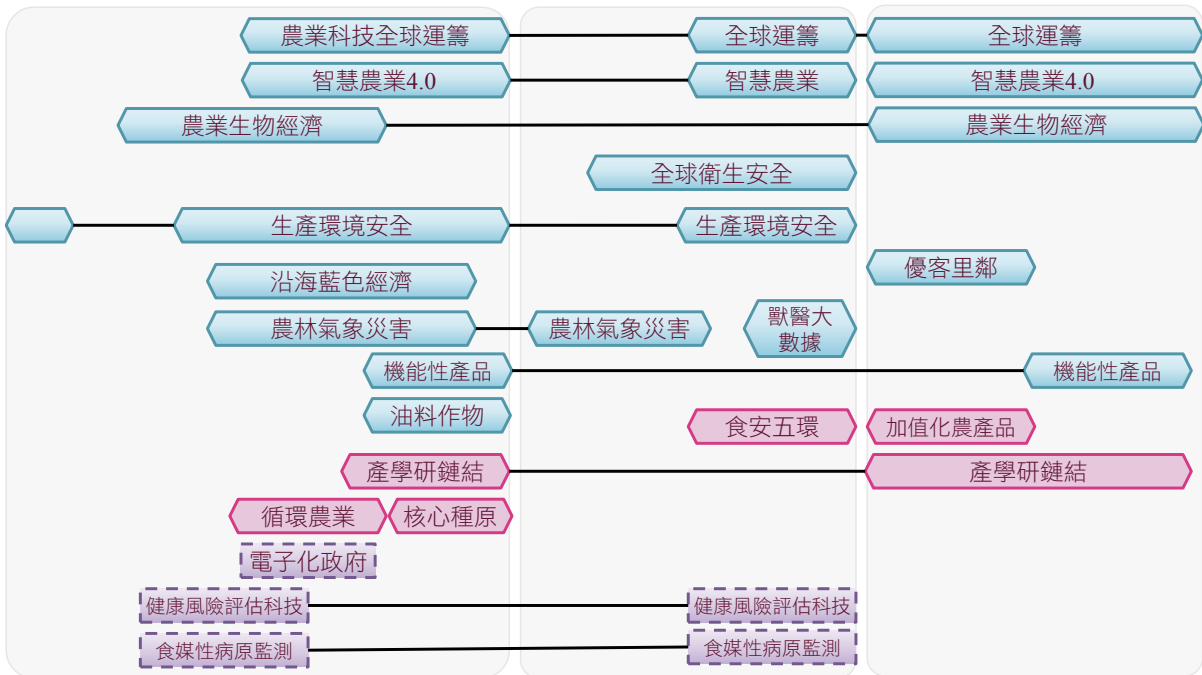 農業科技全球運籌
全球運籌
全球運籌
智慧農業4.0
智慧農業
智慧農業4.0
農業生物經濟
農業生物經濟
全球衛生安全
生產環境安全
生產環境安全
優客里鄰
沿海藍色經濟
農林氣象災害
農林氣象災害
獸醫大
數據
機能性產品
機能性產品
油料作物
食安五環
加值化農產品
產學研鏈結
產學研鏈結
循環農業
核心種原
電子化政府
健康風險評估科技
健康風險評估科技
食媒性病原監測
食媒性病原監測